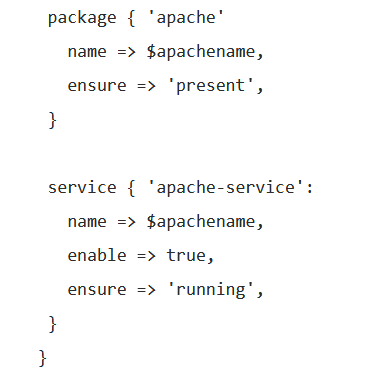 package { 'apache'
name => $apachename,
ensure => 'present',
}
service { 'apache-service':
name => $apachename,
enable => true,
ensure => 'running',
}
}